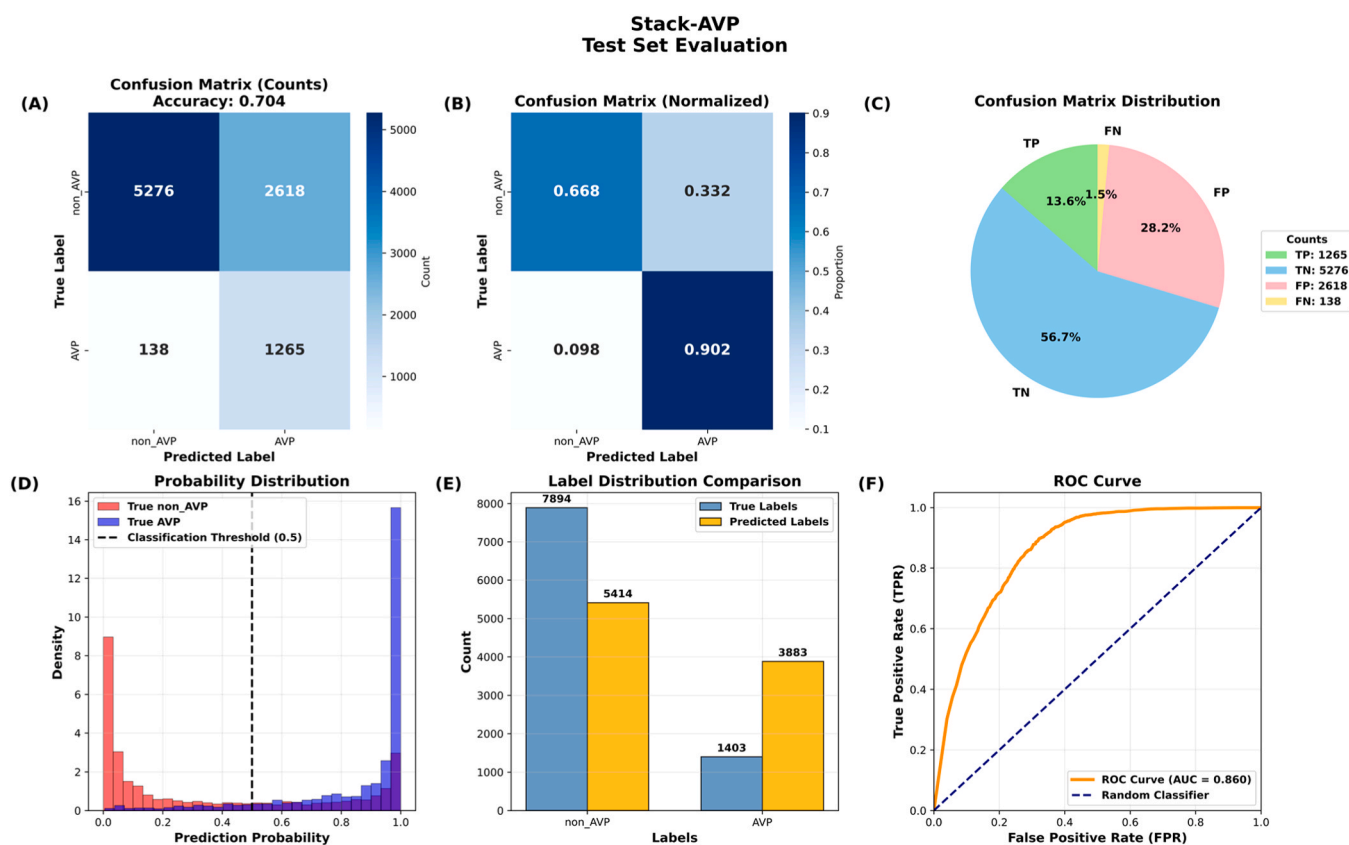 Stack-AVP
Test Set Evaluation
(A)
Confusion Matrix (Counts)
Accuracy: 0.704
True Label
non_AVP
AVP
5276
2618
138
1265
non_AVP
AVP
Predicted Label
5000
4000
3000
2000
1000
Count
(B)
Confusion Matrix (Normalized)
True Label
non_AVP
AVP
0.668
0.332
0.098
0.902
non_AVP
AVP
Predicted Label
0.9
0.8
0.7
0.6
0.5
0.4
0.3
0.2
0.1
Proportion
(C)
Confusion Matrix Distribution
TP
FN
FP
TN
13.6%
1.5%
28.2%
56.7%
Counts
TP: 1265
TN: 5276
FP: 2618
FN: 138
(D)
Probability Distribution
True non_AVP
True AVP
Classification Threshold (0.5)
Density
16
14
12
10
8
6
4
2
0
0.0
0.2
0.4
0.6
0.8
1.0
Prediction Probability
(E)
Label Distribution Comparison
True Labels
Predicted Labels
Count
8000
7000
6000
5000
4000
3000
2000
1000
0
7894
5414
1403
3883
non_AVP
AVP
Labels
(F)
ROC Curve
True Positive Rate (TPR)
1.0
0.8
0.6
0.4
0.2
0.0
ROC Curve (AUC = 0.860)
Random Classifier
0.0
0.2
0.4
0.6
0.8
1.0
False Positive Rate (FPR)